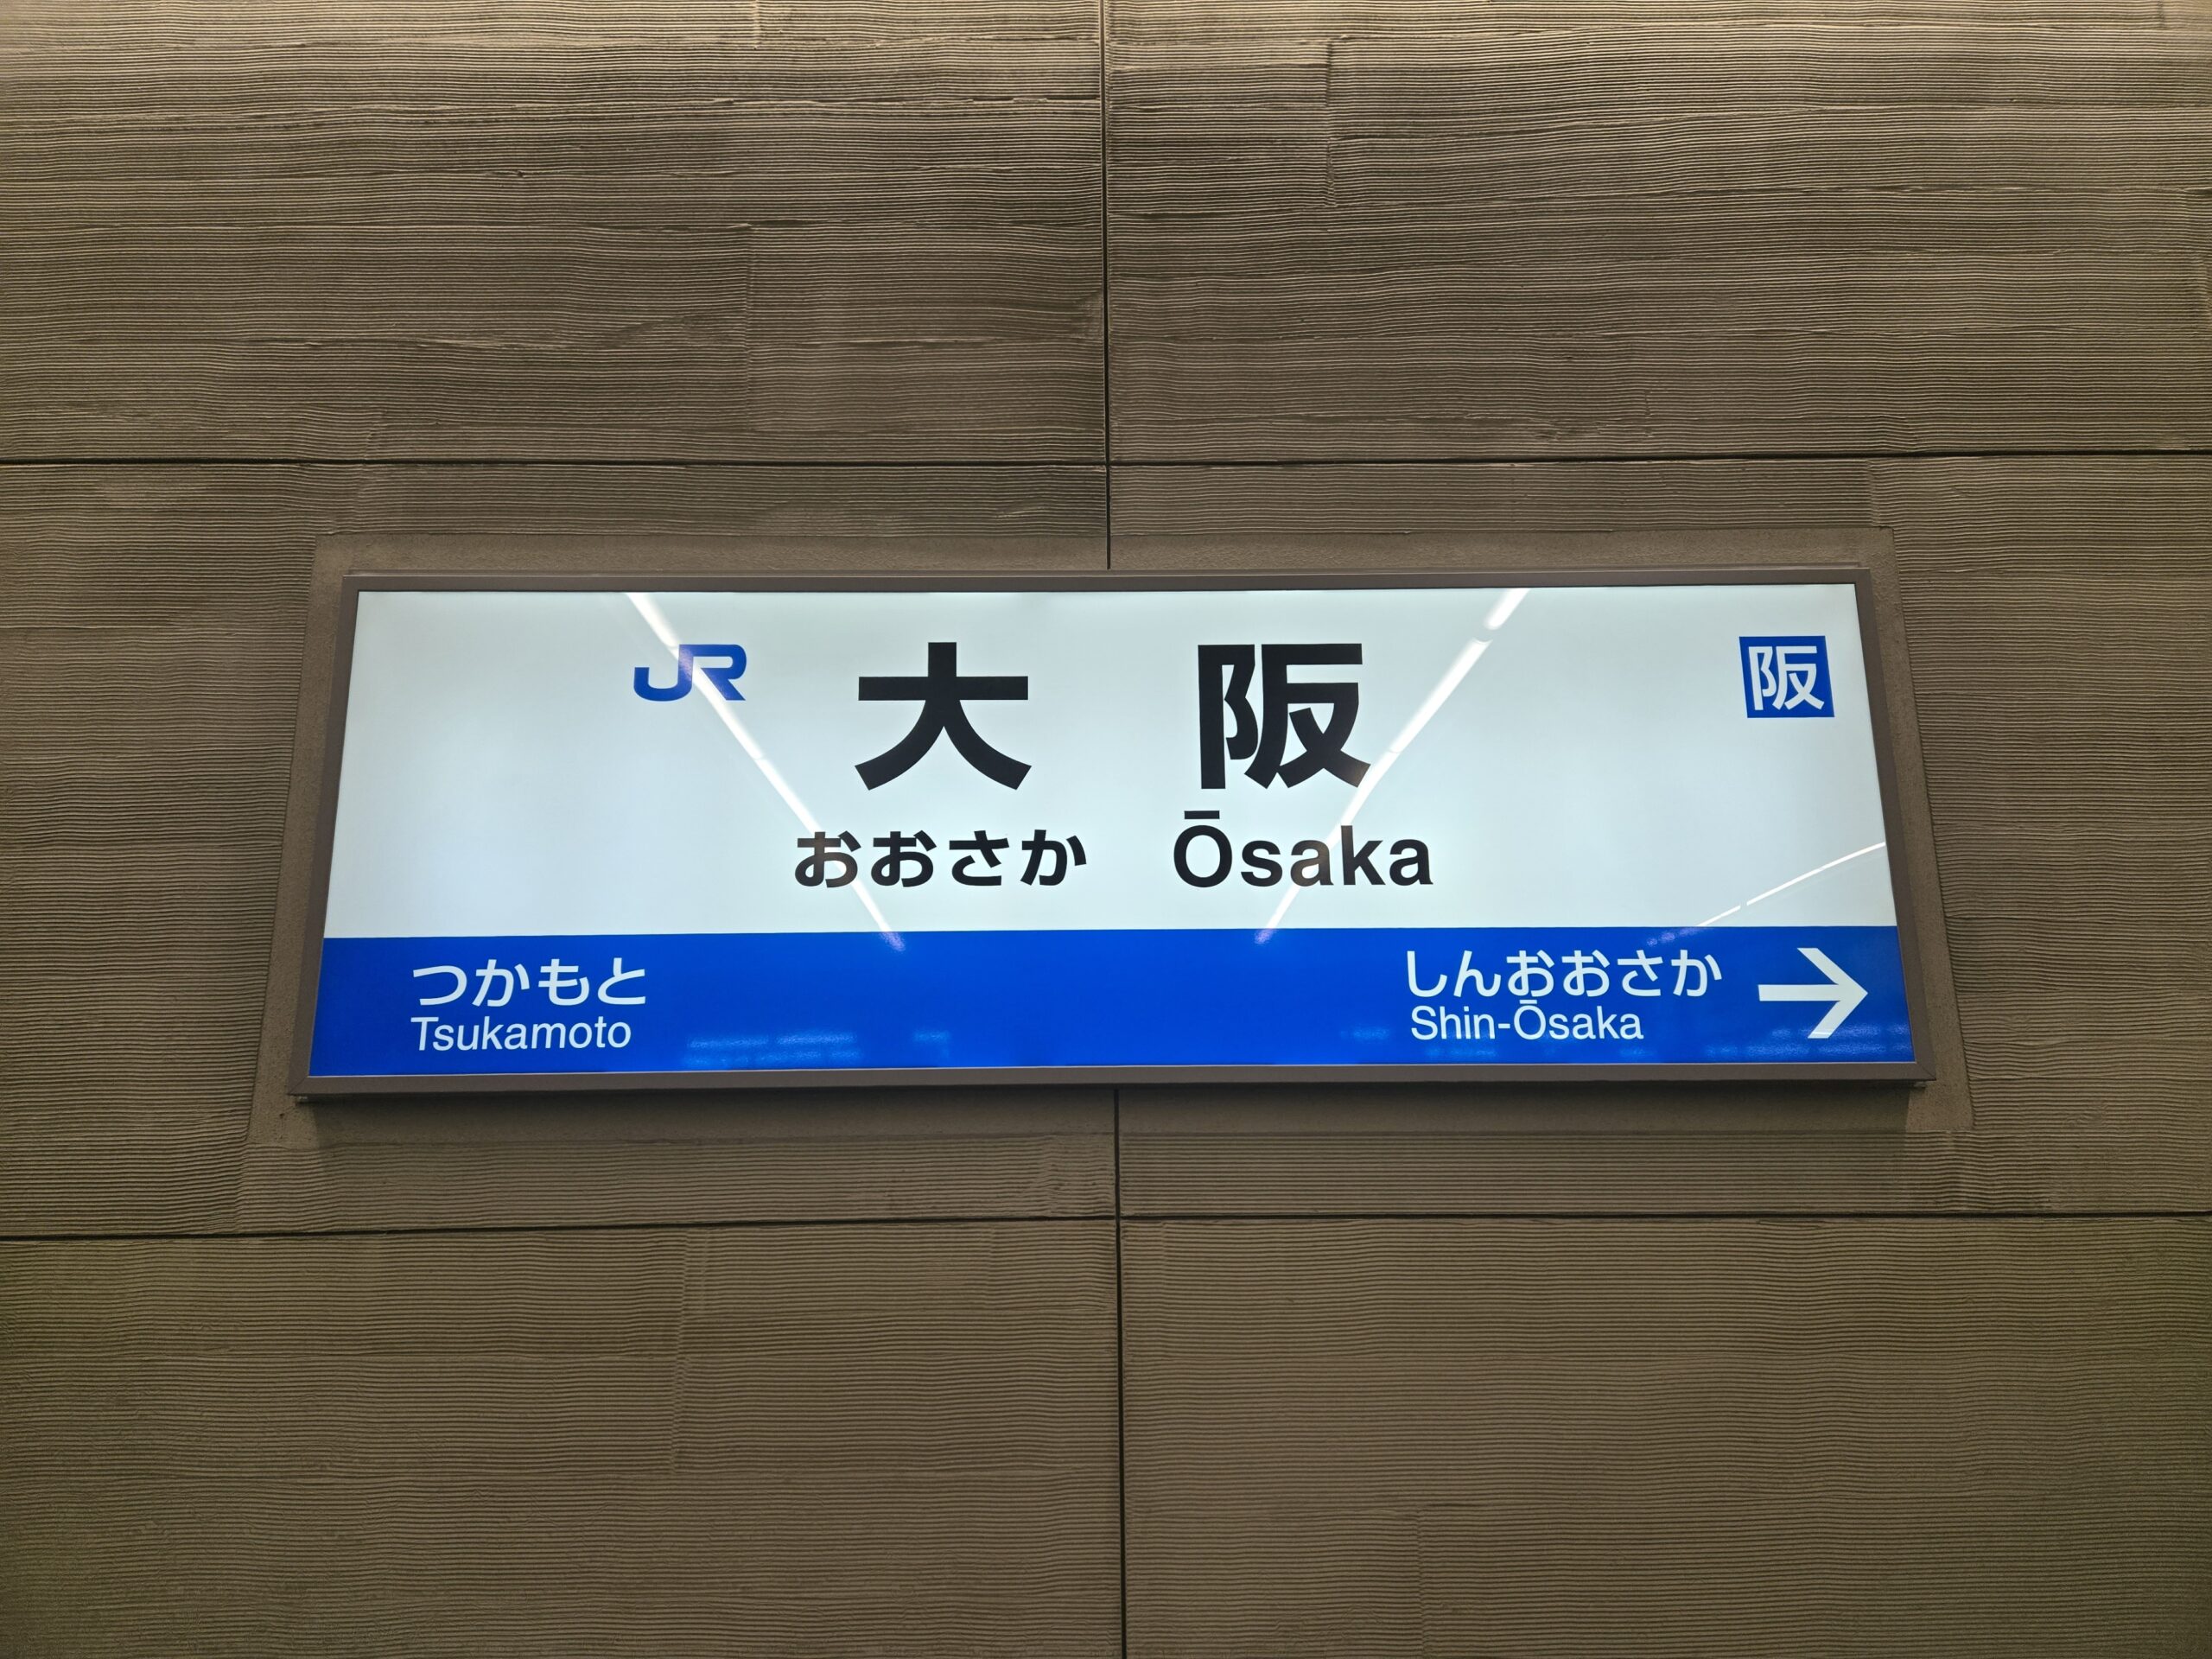 JR 大 阪 阪
おおさか Ōsaka
つかもと しんおおさか →
Tsukamoto Shin-Ōsaka